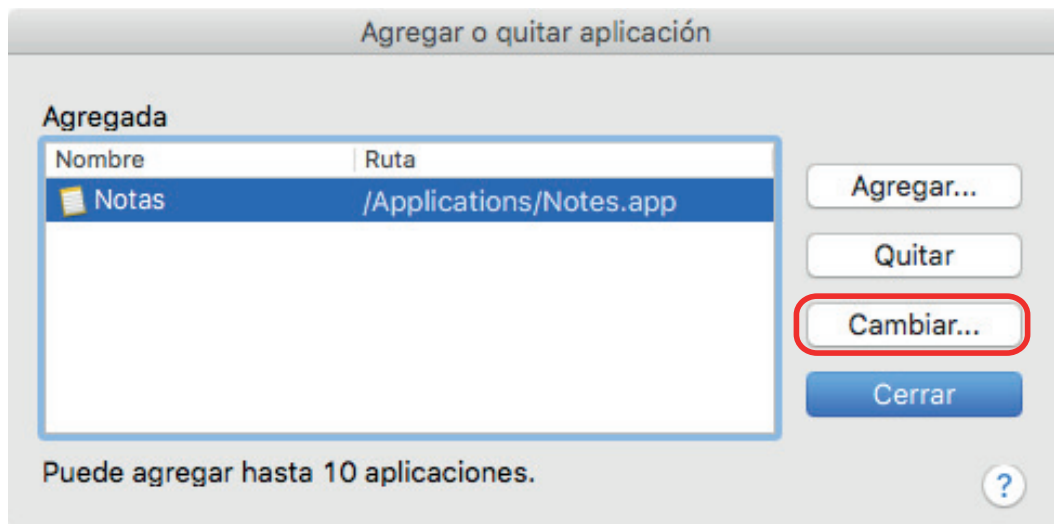 Agregar o quitar aplicación
Agregada
Nombre Ruta
Notas /Applications/Notes.app
Agregar...
Quitar
Cambiar...
Cerrar
Puede agregar hasta 10 aplicaciones.
?